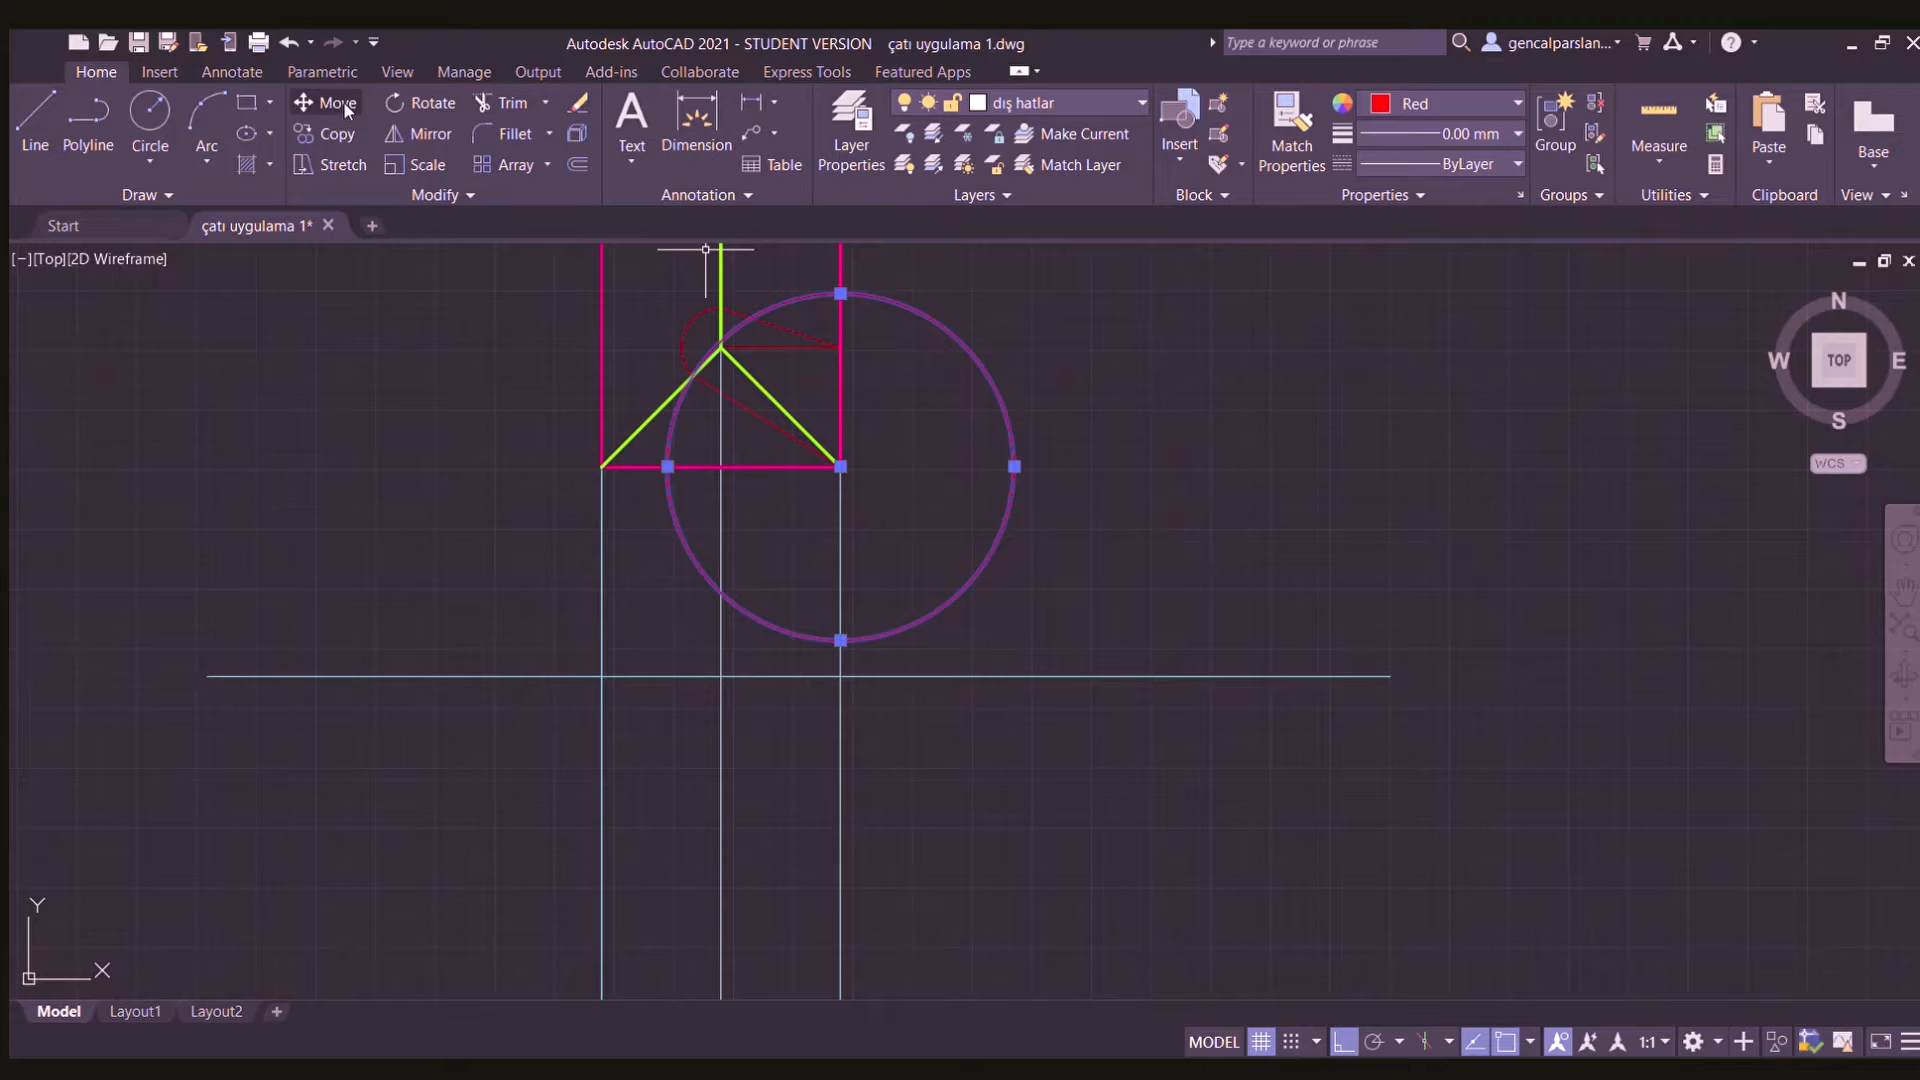 Autodesk AutoCAD 2021 - STUDENT VERSION çatı uygulama 1.dwg
Type a keyword or phrase
gencalparslan...
Home Insert Annotate Parametric View Manage Output Add-ins Collaborate Express Tools Featured Apps
Line Polyline Circle Arc
Move Rotate Trim
Copy Mirror Fillet
Stretch Scale Array
Text Dimension
Table
Layer Properties
dış hatlar
Make Current
Match Layer
Insert
Match Properties
Red
0.00 mm
ByLayer
Group
Measure
Paste
Base
Draw Modify Annotation Layers Block Properties Groups Utilities Clipboard View
Start çatı uygulama 1*
[−][Top][2D Wireframe]
N
W TOP E
S
WCS
Y
X
Model Layout1 Layout2
MODEL 1:1